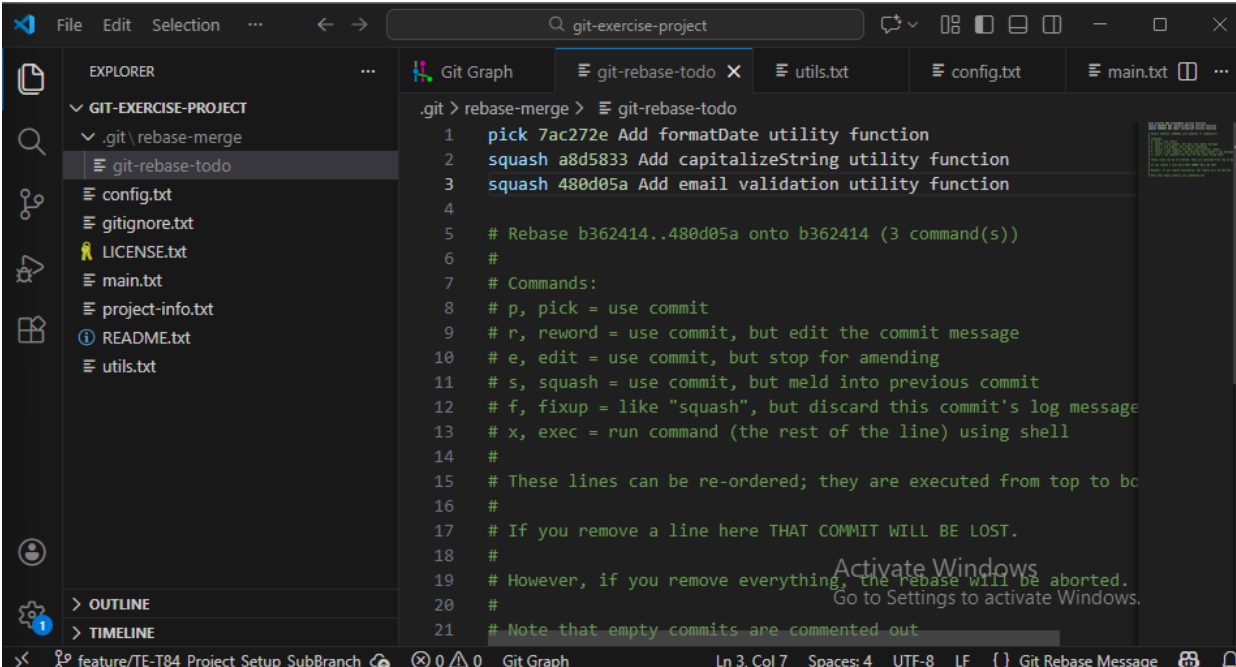 File Edit Selection ··· git-exercise-project
EXPLORER ···
GIT-EXERCISE-PROJECT
.git\rebase-merge
git-rebase-todo
config.txt
gitignore.txt
LICENSE.txt
main.txt
project-info.txt
README.txt
utils.txt
OUTLINE
TIMELINE
Git Graph git-rebase-todo utils.txt config.txt main.txt ···
.git > rebase-merge > git-rebase-todo
1 pick 7ac272e Add formatDate utility function
2 squash a8d5833 Add capitalizeString utility function
3 squash 480d05a Add email validation utility function
4
5 # Rebase b362414..480d05a onto b362414 (3 command(s))
6 #
7 # Commands:
8 # p, pick = use commit
9 # r, reword = use commit, but edit the commit message
10 # e, edit = use commit, but stop for amending
11 # s, squash = use commit, but meld into previous commit
12 # f, fixup = like "squash", but discard this commit's log message
13 # x, exec = run command (the rest of the line) using shell
14 #
15 # These lines can be re-ordered; they are executed from top to bo
16 #
17 # If you remove a line here THAT COMMIT WILL BE LOST.
18 #
19 # However, if you remove everything, the rebase will be aborted.
20 #
21 # Note that empty commits are commented out
Activate Windows
Go to Settings to activate Windows.
1
feature/TE-T84 Project Setup SubBranch 0 0 Git Graph Ln 3, Col 7 Spaces: 4 UTF-8 LF { } Git Rebase Message